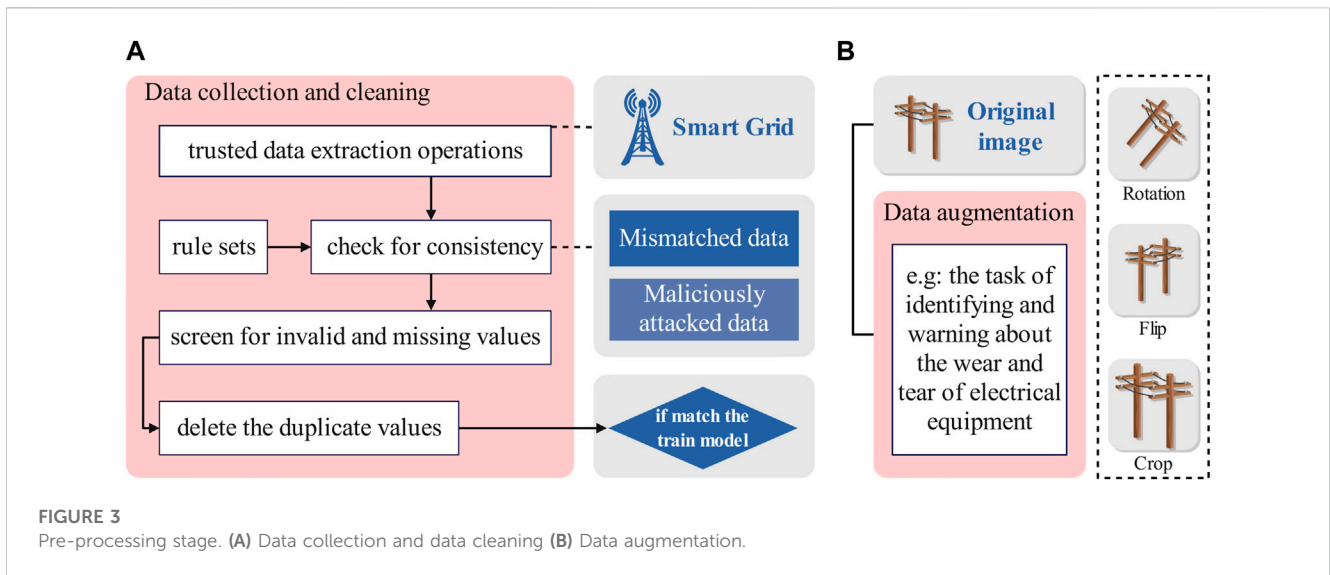 A
Data collection and cleaning
trusted data extraction operations
rule sets
check for consistency
screen for invalid and missing values
delete the duplicate values
Smart Grid
Mismatched data
Maliciously
attacked data
if match the
train model
B
Original
image
Data augmentation
e.g: the task of
identifying and
warning about
the wear and
tear of electrical
equipment
Rotation
Flip
Crop
FIGURE 3
Pre-processing stage. (A) Data collection and data cleaning (B) Data augmentation.